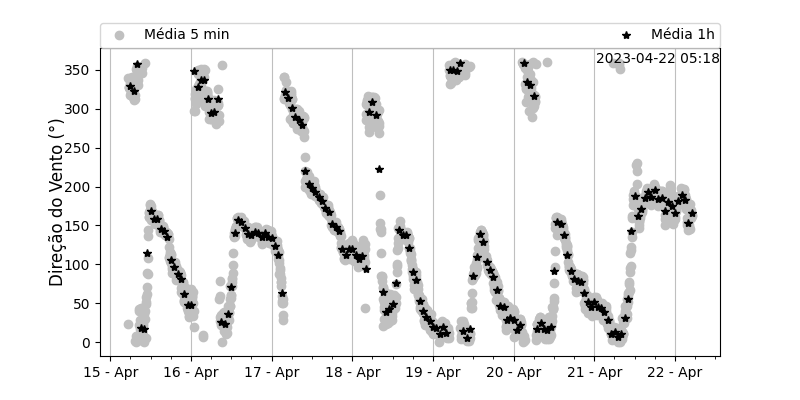 Média 5 min
Média 1h
2023-04-22 05:18
Direção do Vento (°)
350
300
250
200
150
100
50
0
15 - Apr
16 - Apr
17 - Apr
18 - Apr
19 - Apr
20 - Apr
21 - Apr
22 - Apr